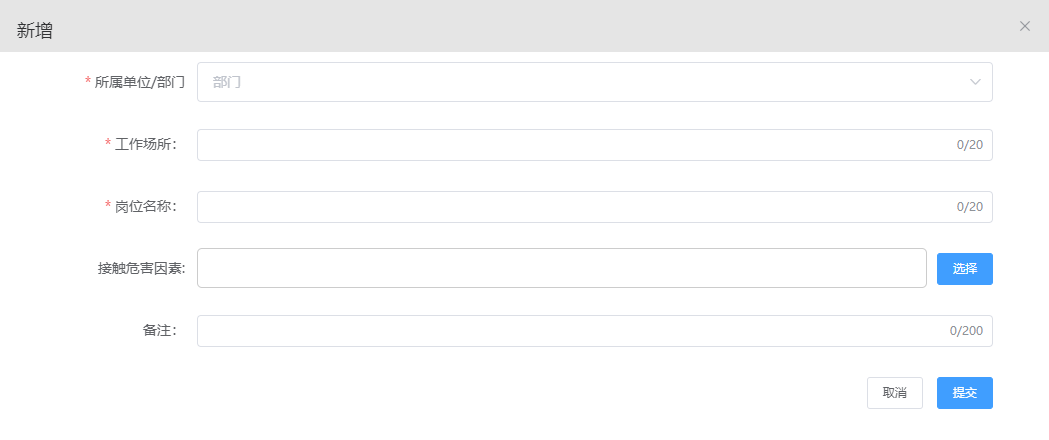 新增
* 所属单位/部门 部门
* 工作场所： 0/20
* 岗位名称： 0/20
接触危害因素: 选择
备注： 0/200
取消 提交